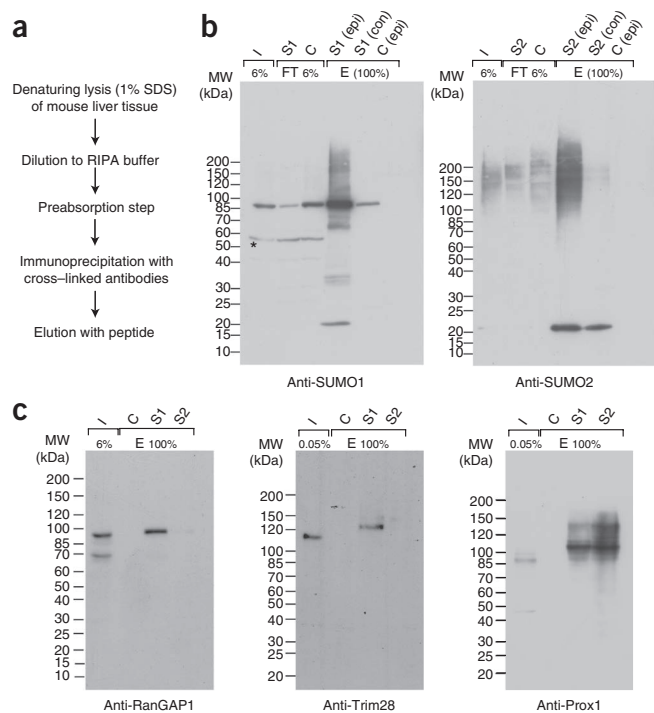 a
Denaturing lysis (1% SDS)
of mouse liver tissue
Dilution to RIPA buffer
Preabsorption step
Immunoprecipitation with
cross–linked antibodies
Elution with peptide
b
I
S1
C
S1 (epi)
S1 (con)
C (epi)
6%
FT 6%
E (100%)
MW
(kDa)
200
150
120
100
85
70
60
50
40
30
25
20
15
10
*
Anti-SUMO1
I
S2
C
S2 (epi)
S2 (con)
C (epi)
6%
FT 6%
E (100%)
MW
(kDa)
200
150
120
100
85
70
60
50
40
30
25
20
15
10
Anti-SUMO2
c
I
C
S1
S2
6%
E 100%
MW
(kDa)
200
150
120
100
85
70
60
50
40
30
25
20
15
10
Anti-RanGAP1
I
C
S1
S2
0.05%
E 100%
MW
(kDa)
200
150
120
100
85
70
60
50
40
30
25
20
Anti-Trim28
I
C
S1
S2
0.05%
E 100%
MW
(kDa)
200
150
120
100
85
70
60
50
40
30
25
20
Anti-Prox1